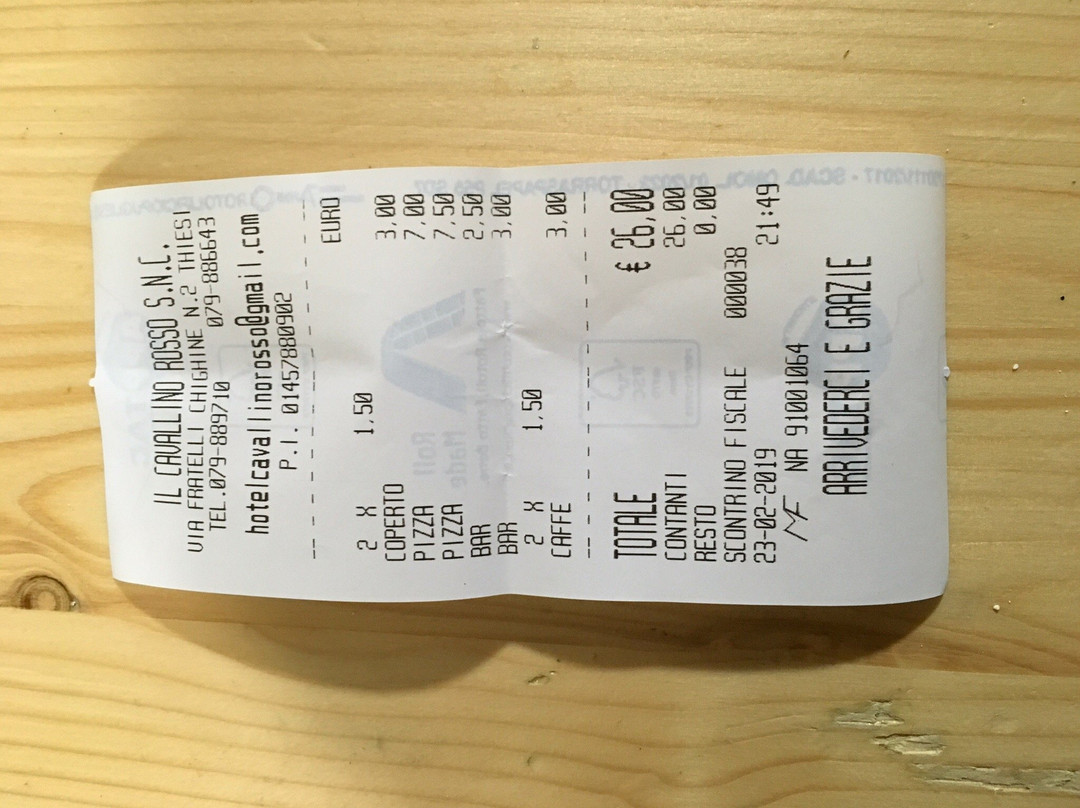 IL CAVALLINO ROSSO S.N.C.
VIA FRATELLI CHIGHINE N.2 THIESI
TEL.079-889710 079-886643
hotelcavallinorosso@gmail.com
P.I. 01457880902
EURO
2 X 1,50
COPERTO 3,00
PIZZA 7,00
PIZZA 7,50
BAR 2,50
BAR 3,00
2 X 1,50
CAFFE 3,00
TOTALE € 26,00
CONTANTI 26,00
RESTO 0,00
SCONTRINO FISCALE 000038
23-02-2019 21:49
MF NA 91001064
ARRIVEDERCI E GRAZIE